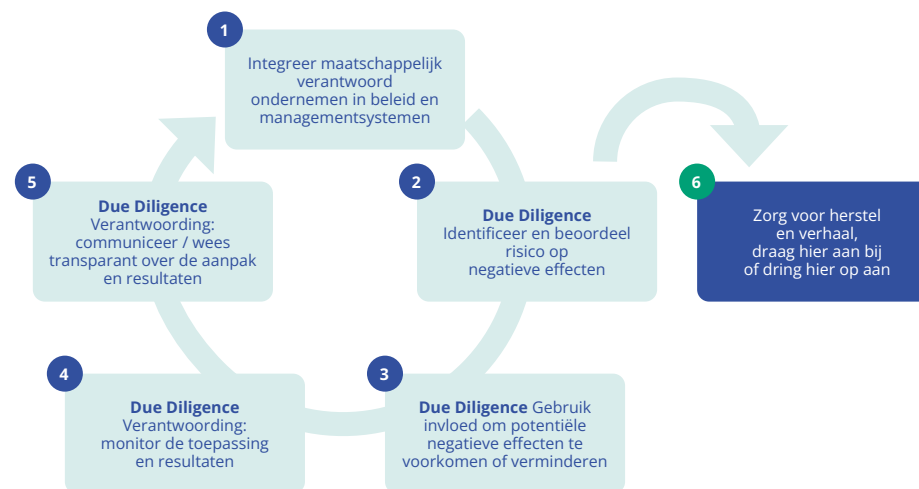 1
Integreer maatschappelijk
verantwoord
ondernemen in beleid en
managementsystemen
2
Due Diligence
Identificeer en beoordeel
risico op
negatieve effecten
3
Due Diligence Gebruik
invloed om potentiële
negatieve effecten te
voorkomen of verminderen
4
Due Diligence
Verantwoording:
monitor de toepassing
en resultaten
5
Due Diligence
Verantwoording:
communiceer / wees
transparant over de aanpak
en resultaten
6
Zorg voor herstel
en verhaal,
draag hier aan bij
of dring hier op aan